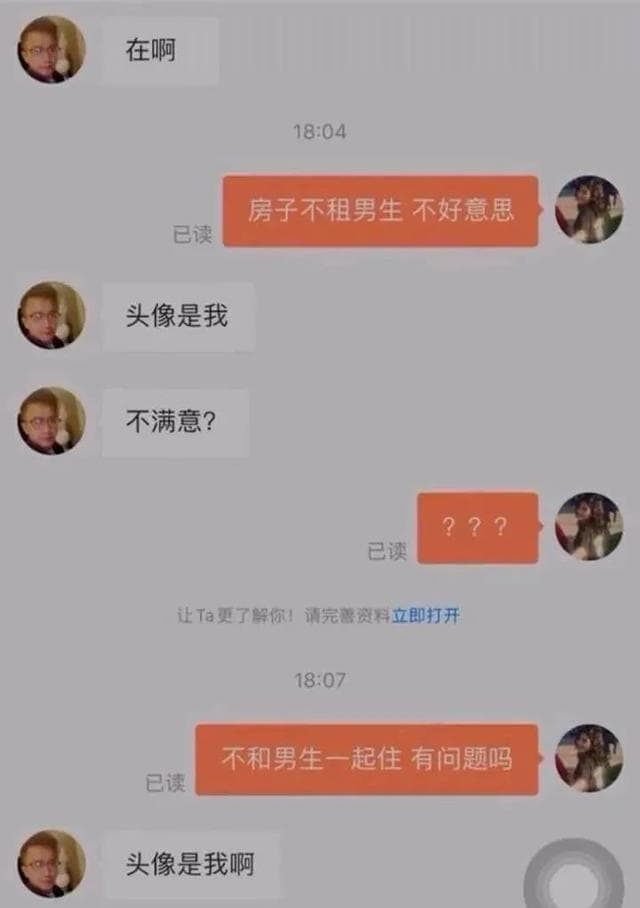 在啊
18:04
房子不租男生 不好意思
已读
头像是我
不满意？
？？？
已读
让Ta更了解你！请完善资料立即打开
18:07
不和男生一起住 有问题吗
已读
头像是我啊